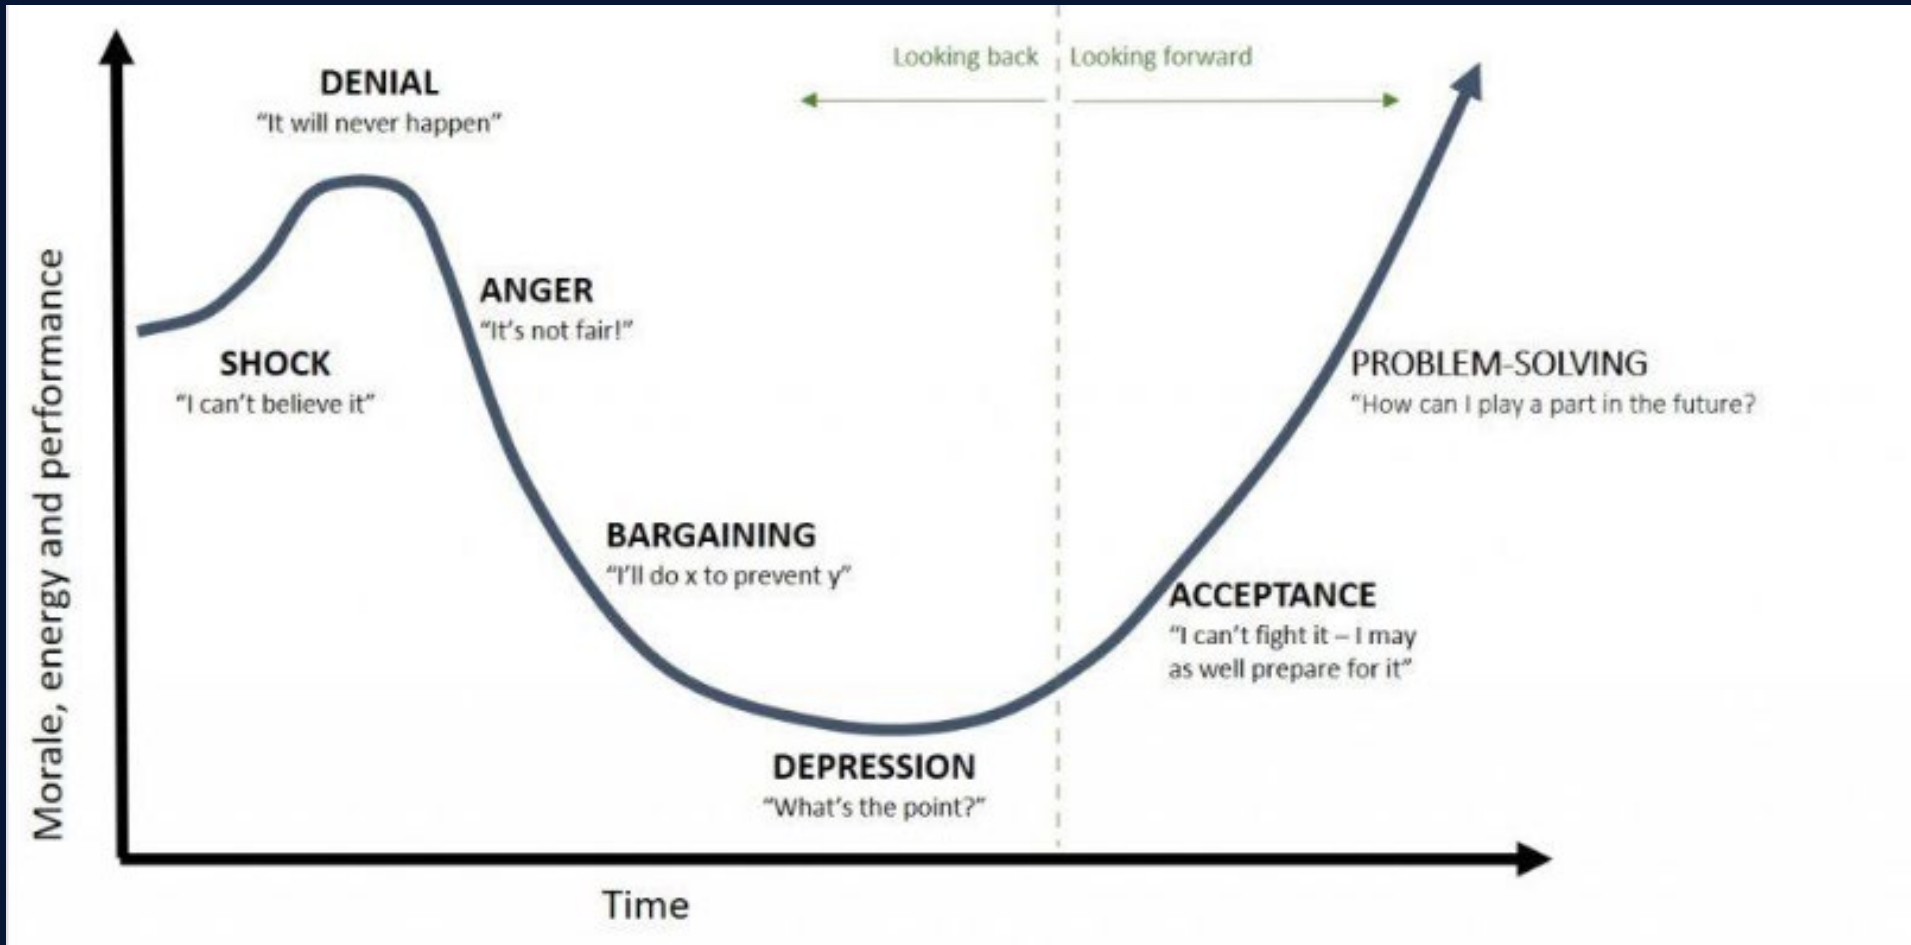 Looking back
Looking forward
DENIAL
“It will never happen”
ANGER
“It’s not fair!”
SHOCK
“I can’t believe it”
PROBLEM-SOLVING
“How can I play a part in the future?
BARGAINING
“I’ll do x to prevent y”
ACCEPTANCE
“I can’t fight it – I may
as well prepare for it”
DEPRESSION
“What’s the point?”
Morale, energy and performance
Time